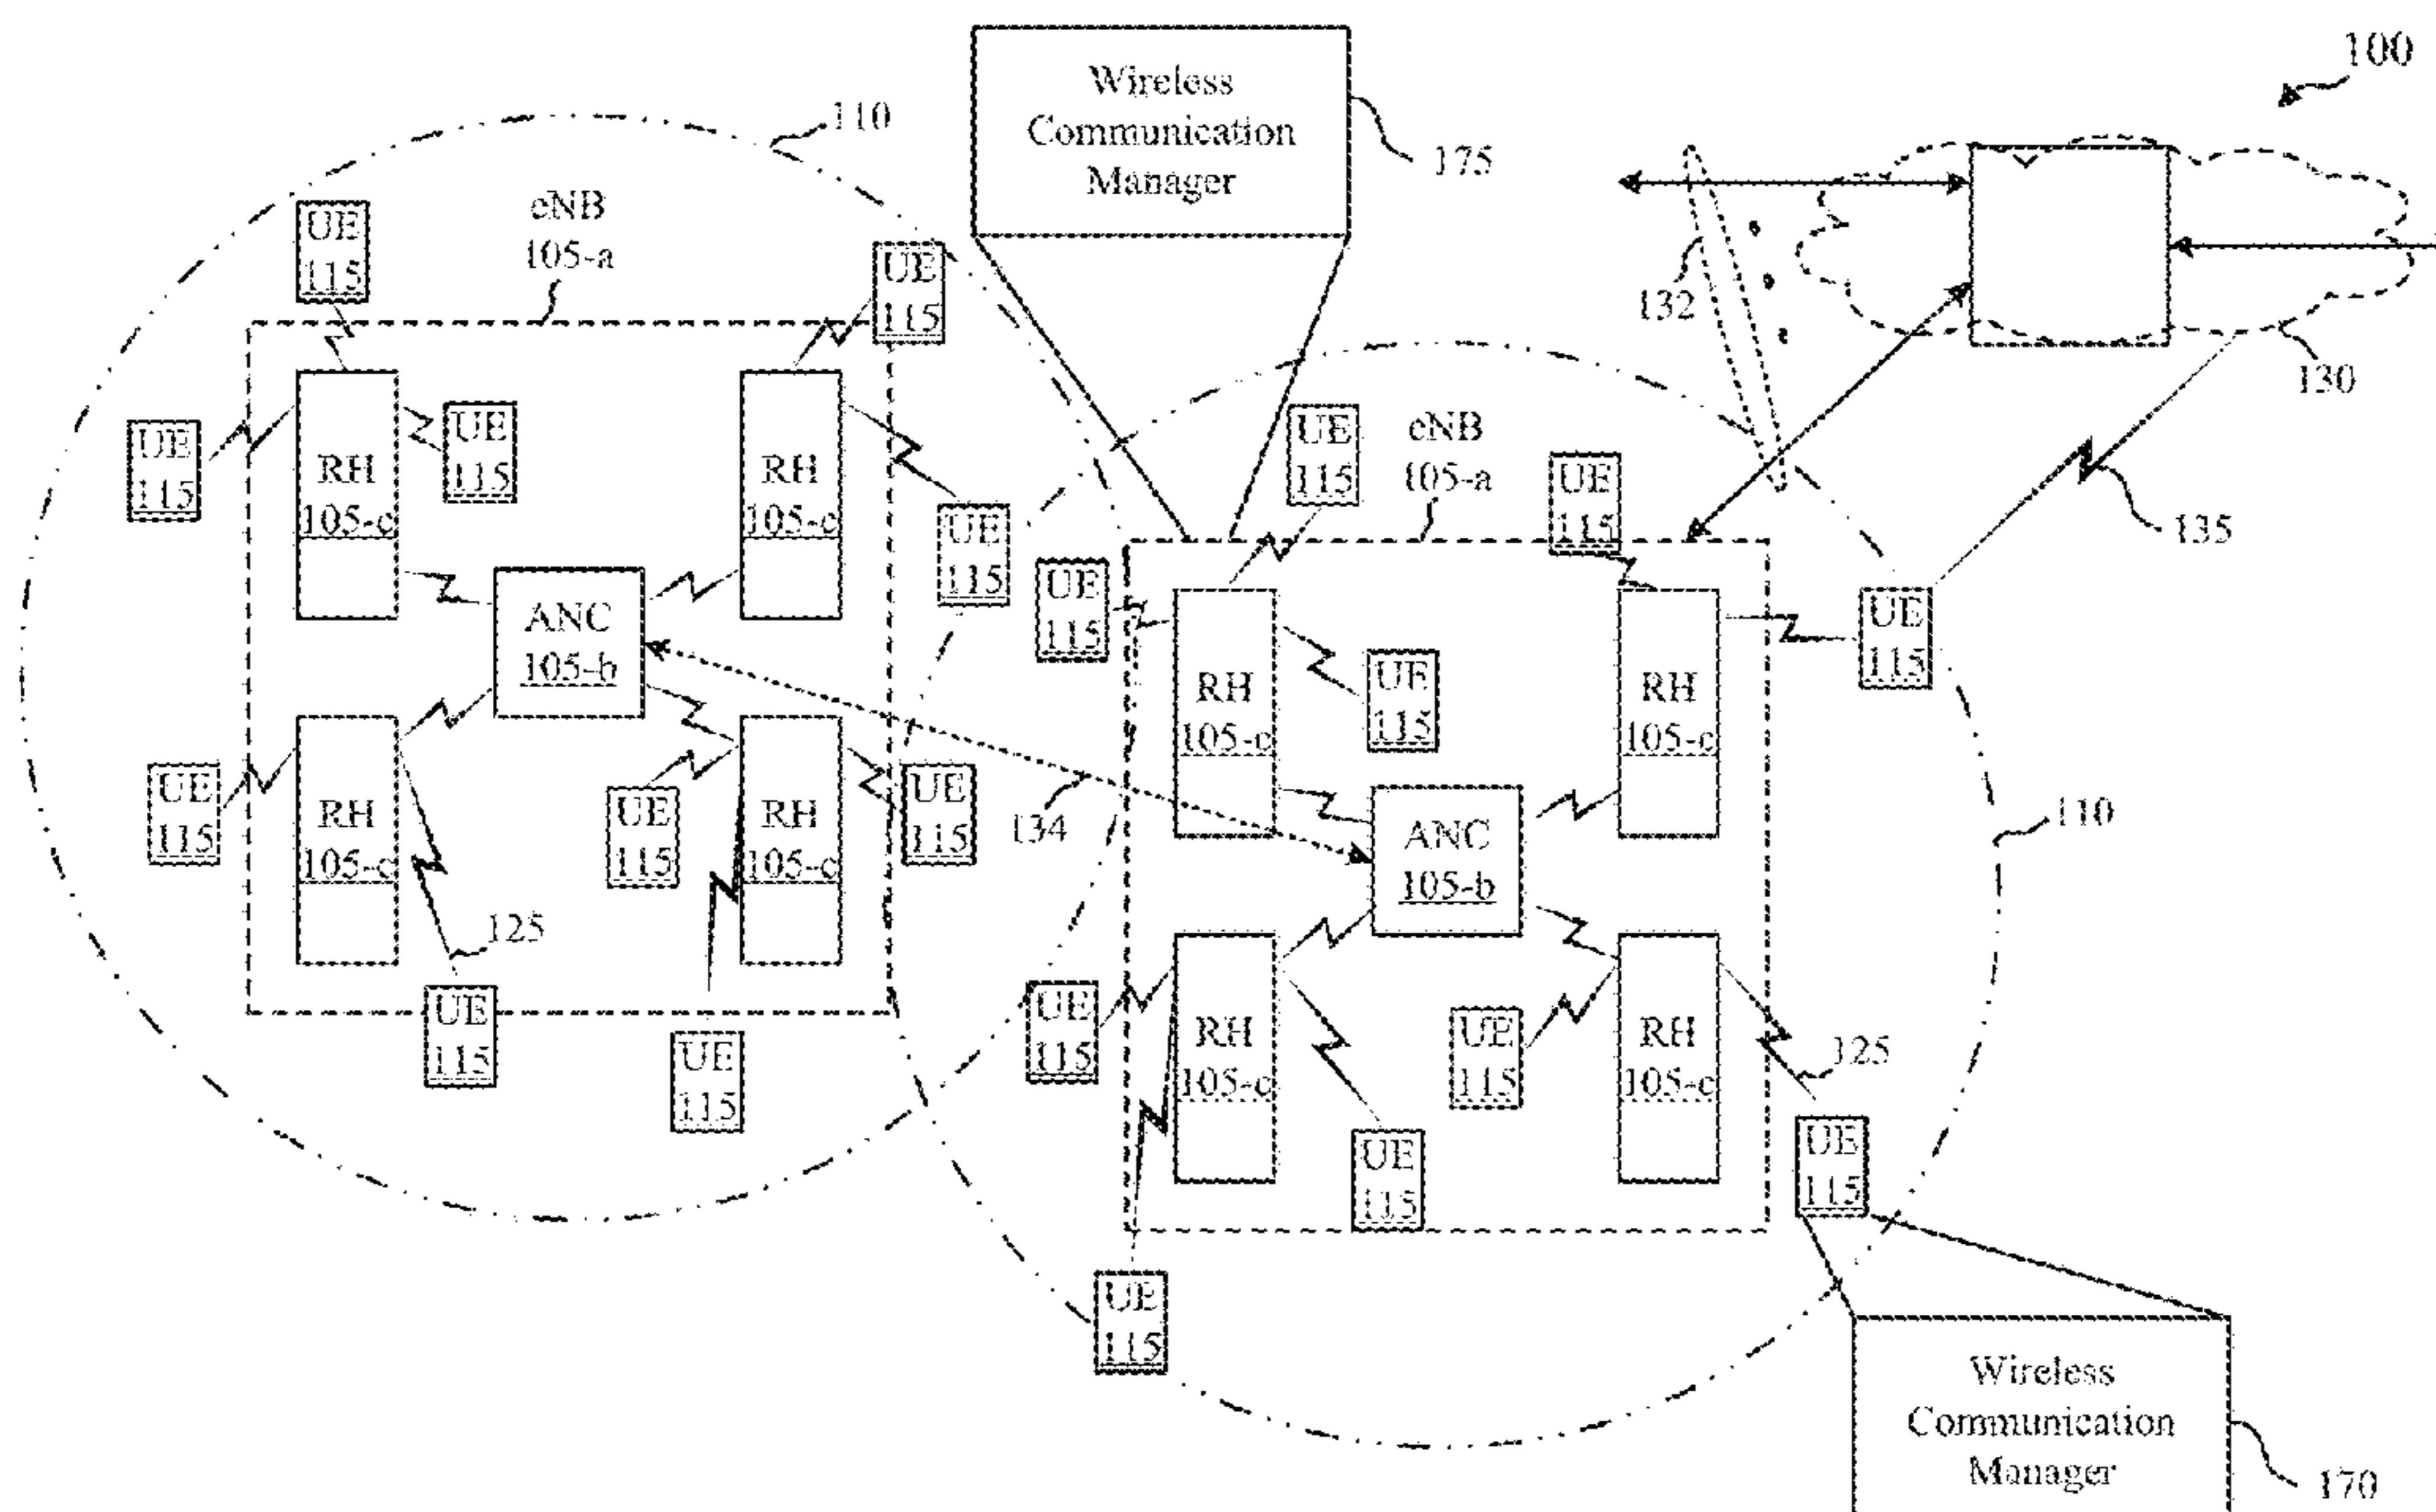 100
Wireless
Communication
Manager
175
110
eNB
105-a
UE
115
UE
115
132
130
UE
115
UE
115
RH
105-c
RH
105-c
UE
115
eNB
105-a
UE
115
135
UE
115
UE
115
ANC
105-b
UE
115
RH
105-c
UE
115
RH
105-c
UE
115
UE
115
RH
105-c
UE
115
RH
105-c
UE
115
134
ANC
105-b
110
125
UE
115
UE
115
UE
115
RH
105-c
UE
115
UE
115
RH
105-c
125
UE
115
UE
115
Wireless
Communication
Manager
170